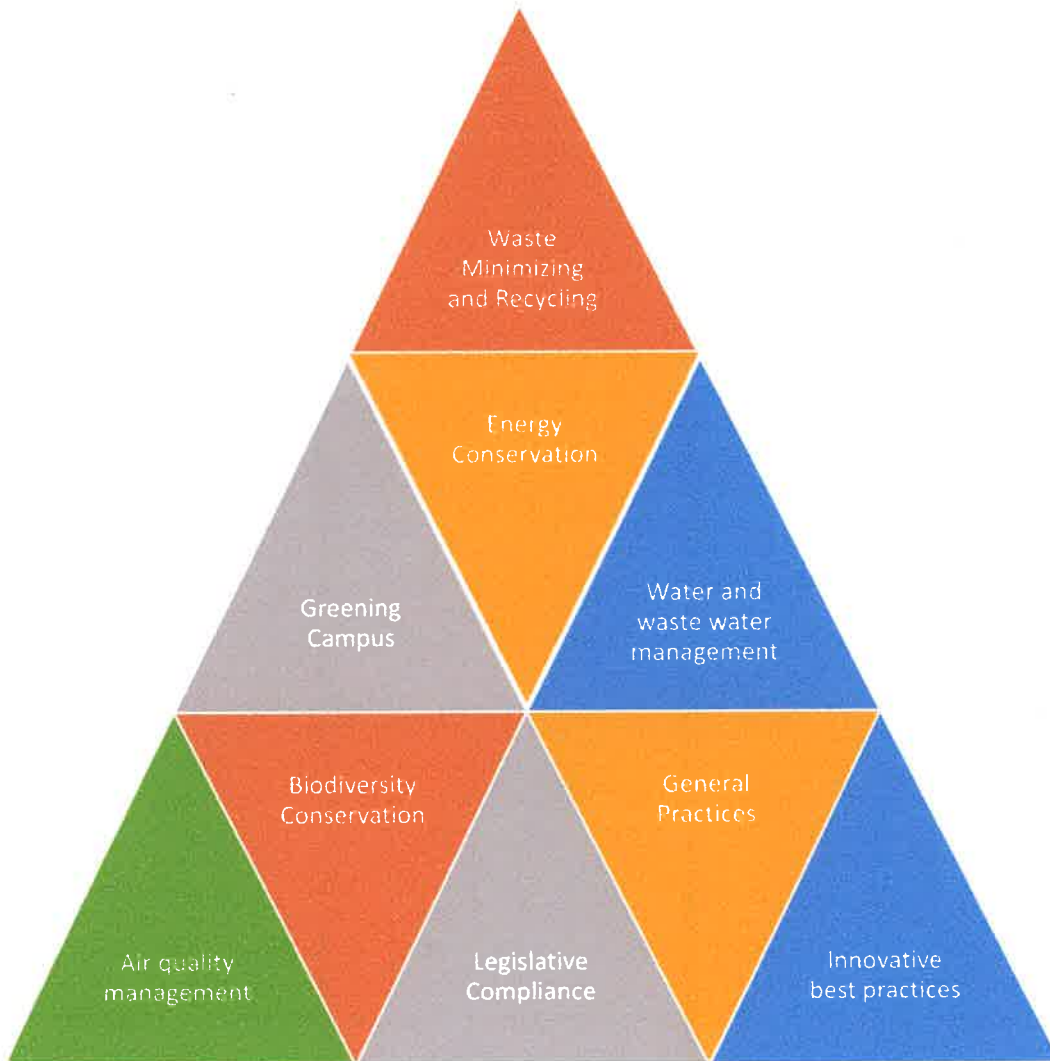 Waste
Minimizing
and Recycling
Energy
Conservation
Greening
Campus
Water and
waste water
management
Biodiversity
Conservation
General
Practices
Air quality
management
Legislative
Compliance
Innovative
best practices